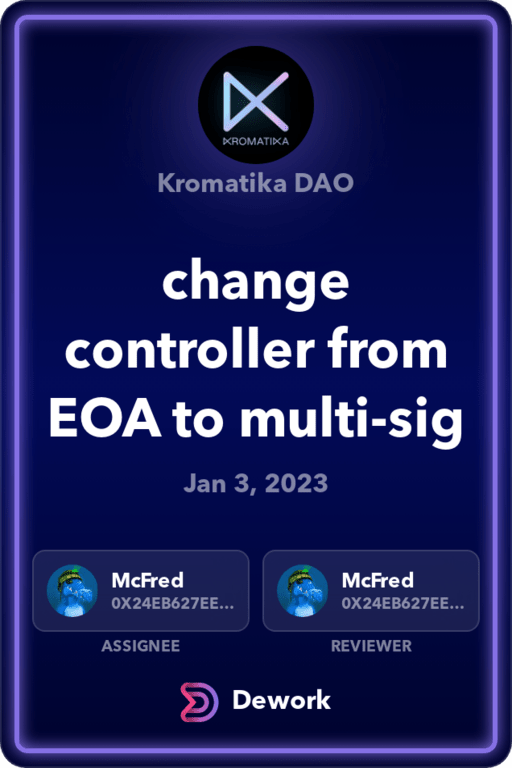 KROMATIKA
Kromatika DAO
change
controller from
EOA to multi-sig
Jan 3, 2023
McFred
0X24EB627EE...
McFred
0X24EB627EE...
ASSIGNEE
REVIEWER
Dework